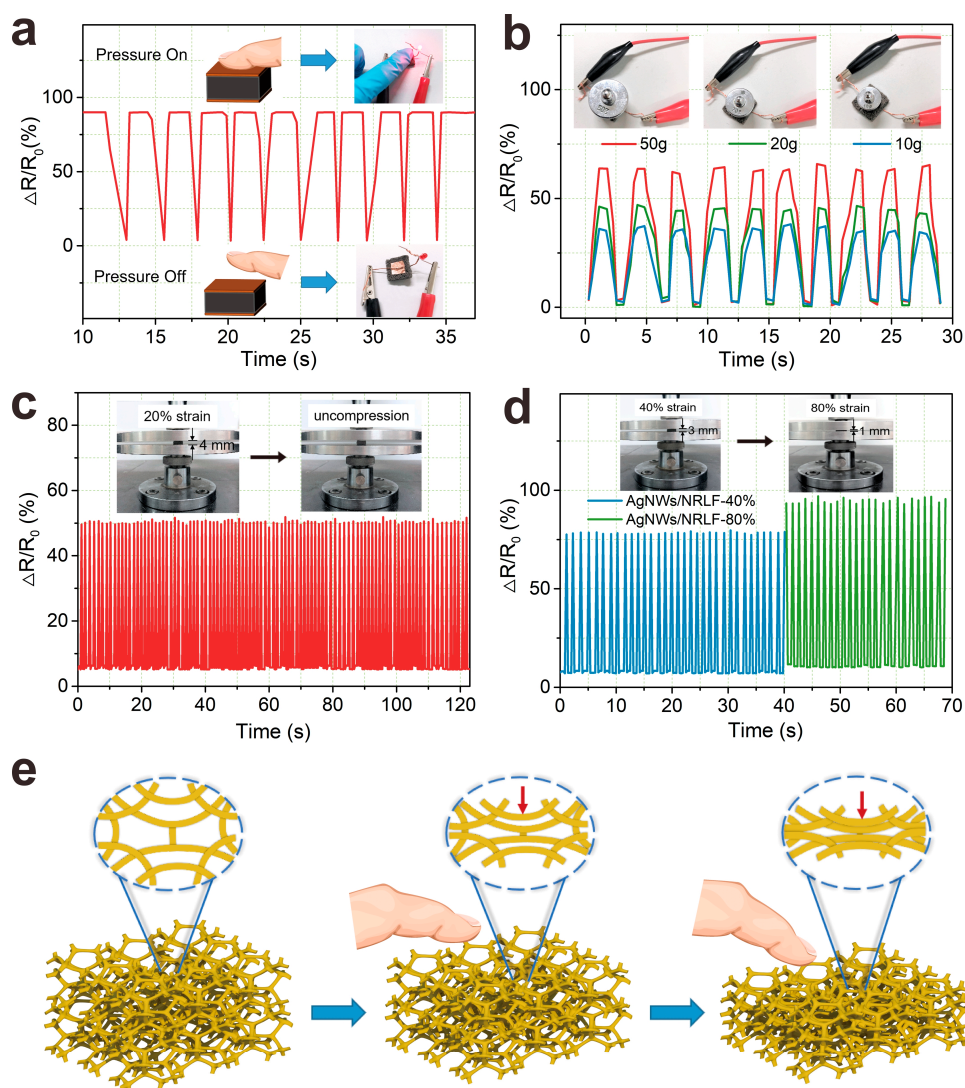 a
Pressure On
Pressure Off
ΔR/R₀(%)
100
50
0
10 15 20 25 30 35
Time (s)
b
50g 20g 10g
ΔR/R₀(%)
100
50
0
0 5 10 15 20 25 30
Time (s)
c
20% strain
uncompression
4 mm
ΔR/R₀ (%)
80
60
40
20
0
0 20 40 60 80 100 120
Time (s)
d
40% strain
80% strain
3 mm
1 mm
AgNWs/NRLF-40%
AgNWs/NRLF-80%
ΔR/R₀ (%)
100
50
0
0 10 20 30 40 50 60 70
Time (s)
e